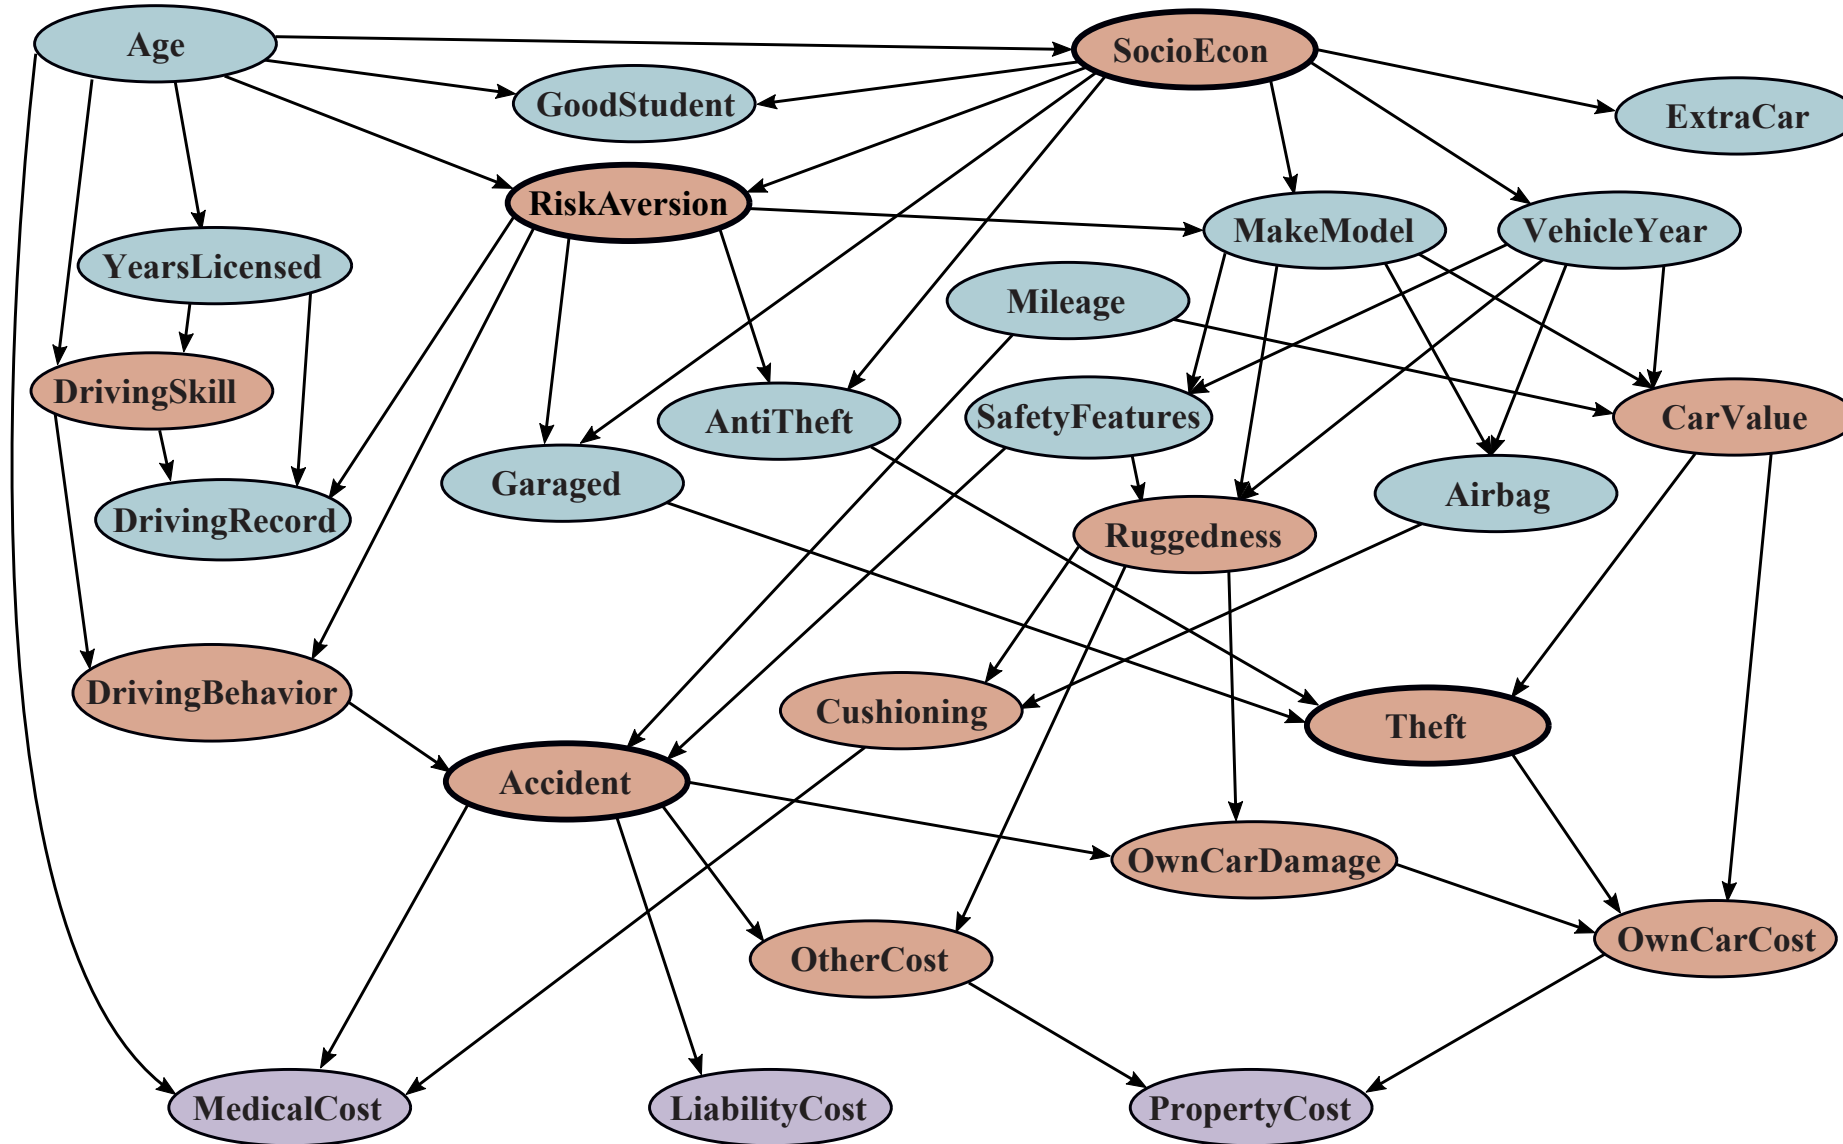 Age
SocioEcon
GoodStudent
ExtraCar
RiskAversion
MakeModel
VehicleYear
YearsLicensed
Mileage
DrivingSkill
AntiTheft
SafetyFeatures
CarValue
Garaged
Airbag
DrivingRecord
Ruggedness
DrivingBehavior
Cushioning
Theft
Accident
OwnCarDamage
OtherCost
OwnCarCost
MedicalCost
LiabilityCost
PropertyCost